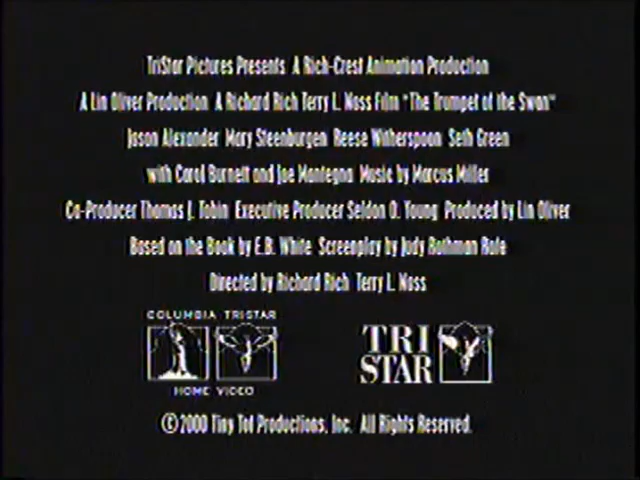 TriStar Pictures Presents A Rich-Crest Animation Production
A Lin Oliver Production A Richard Rich Terry L. Noss Film "The Trumpet of the Swan"
Jason Alexander Mary Steenburgen Reese Witherspoon Seth Green
with Carol Burnett and Joe Mantegna Music by Marcus Miller
Co-Producer Thomas J. Tobin Executive Producer Seldon O. Young Produced by Lin Oliver
Based on the Book by E.B. White Screenplay by Judy Rothman Rofe
Directed by Richard Rich Terry L. Noss
COLUMBIA TRISTAR
HOME VIDEO
TRI
STAR
©2000 Tiny Tot Productions, Inc. All Rights Reserved.